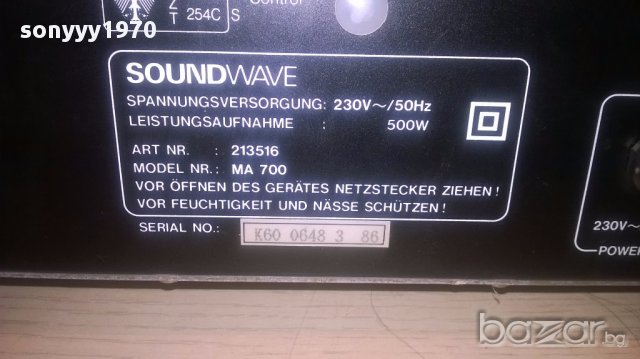 sonyyy1970
Z
T 254C S
Control
SOUNDWAVE
SPANNUNGSVERSORGUNG: 230V~/50Hz
LEISTUNGSAUFNAHME : 500W
ART NR. : 213516
MODEL NR.: MA 700
VOR ÖFFNEN DES GERÄTES NETZSTECKER ZIEHEN!
VOR FEUCHTIGKEIT UND NÄSSE SCHÜTZEN!
SERIAL NO.: K60 0648 3 86
230V~
POWE
bazar.bg